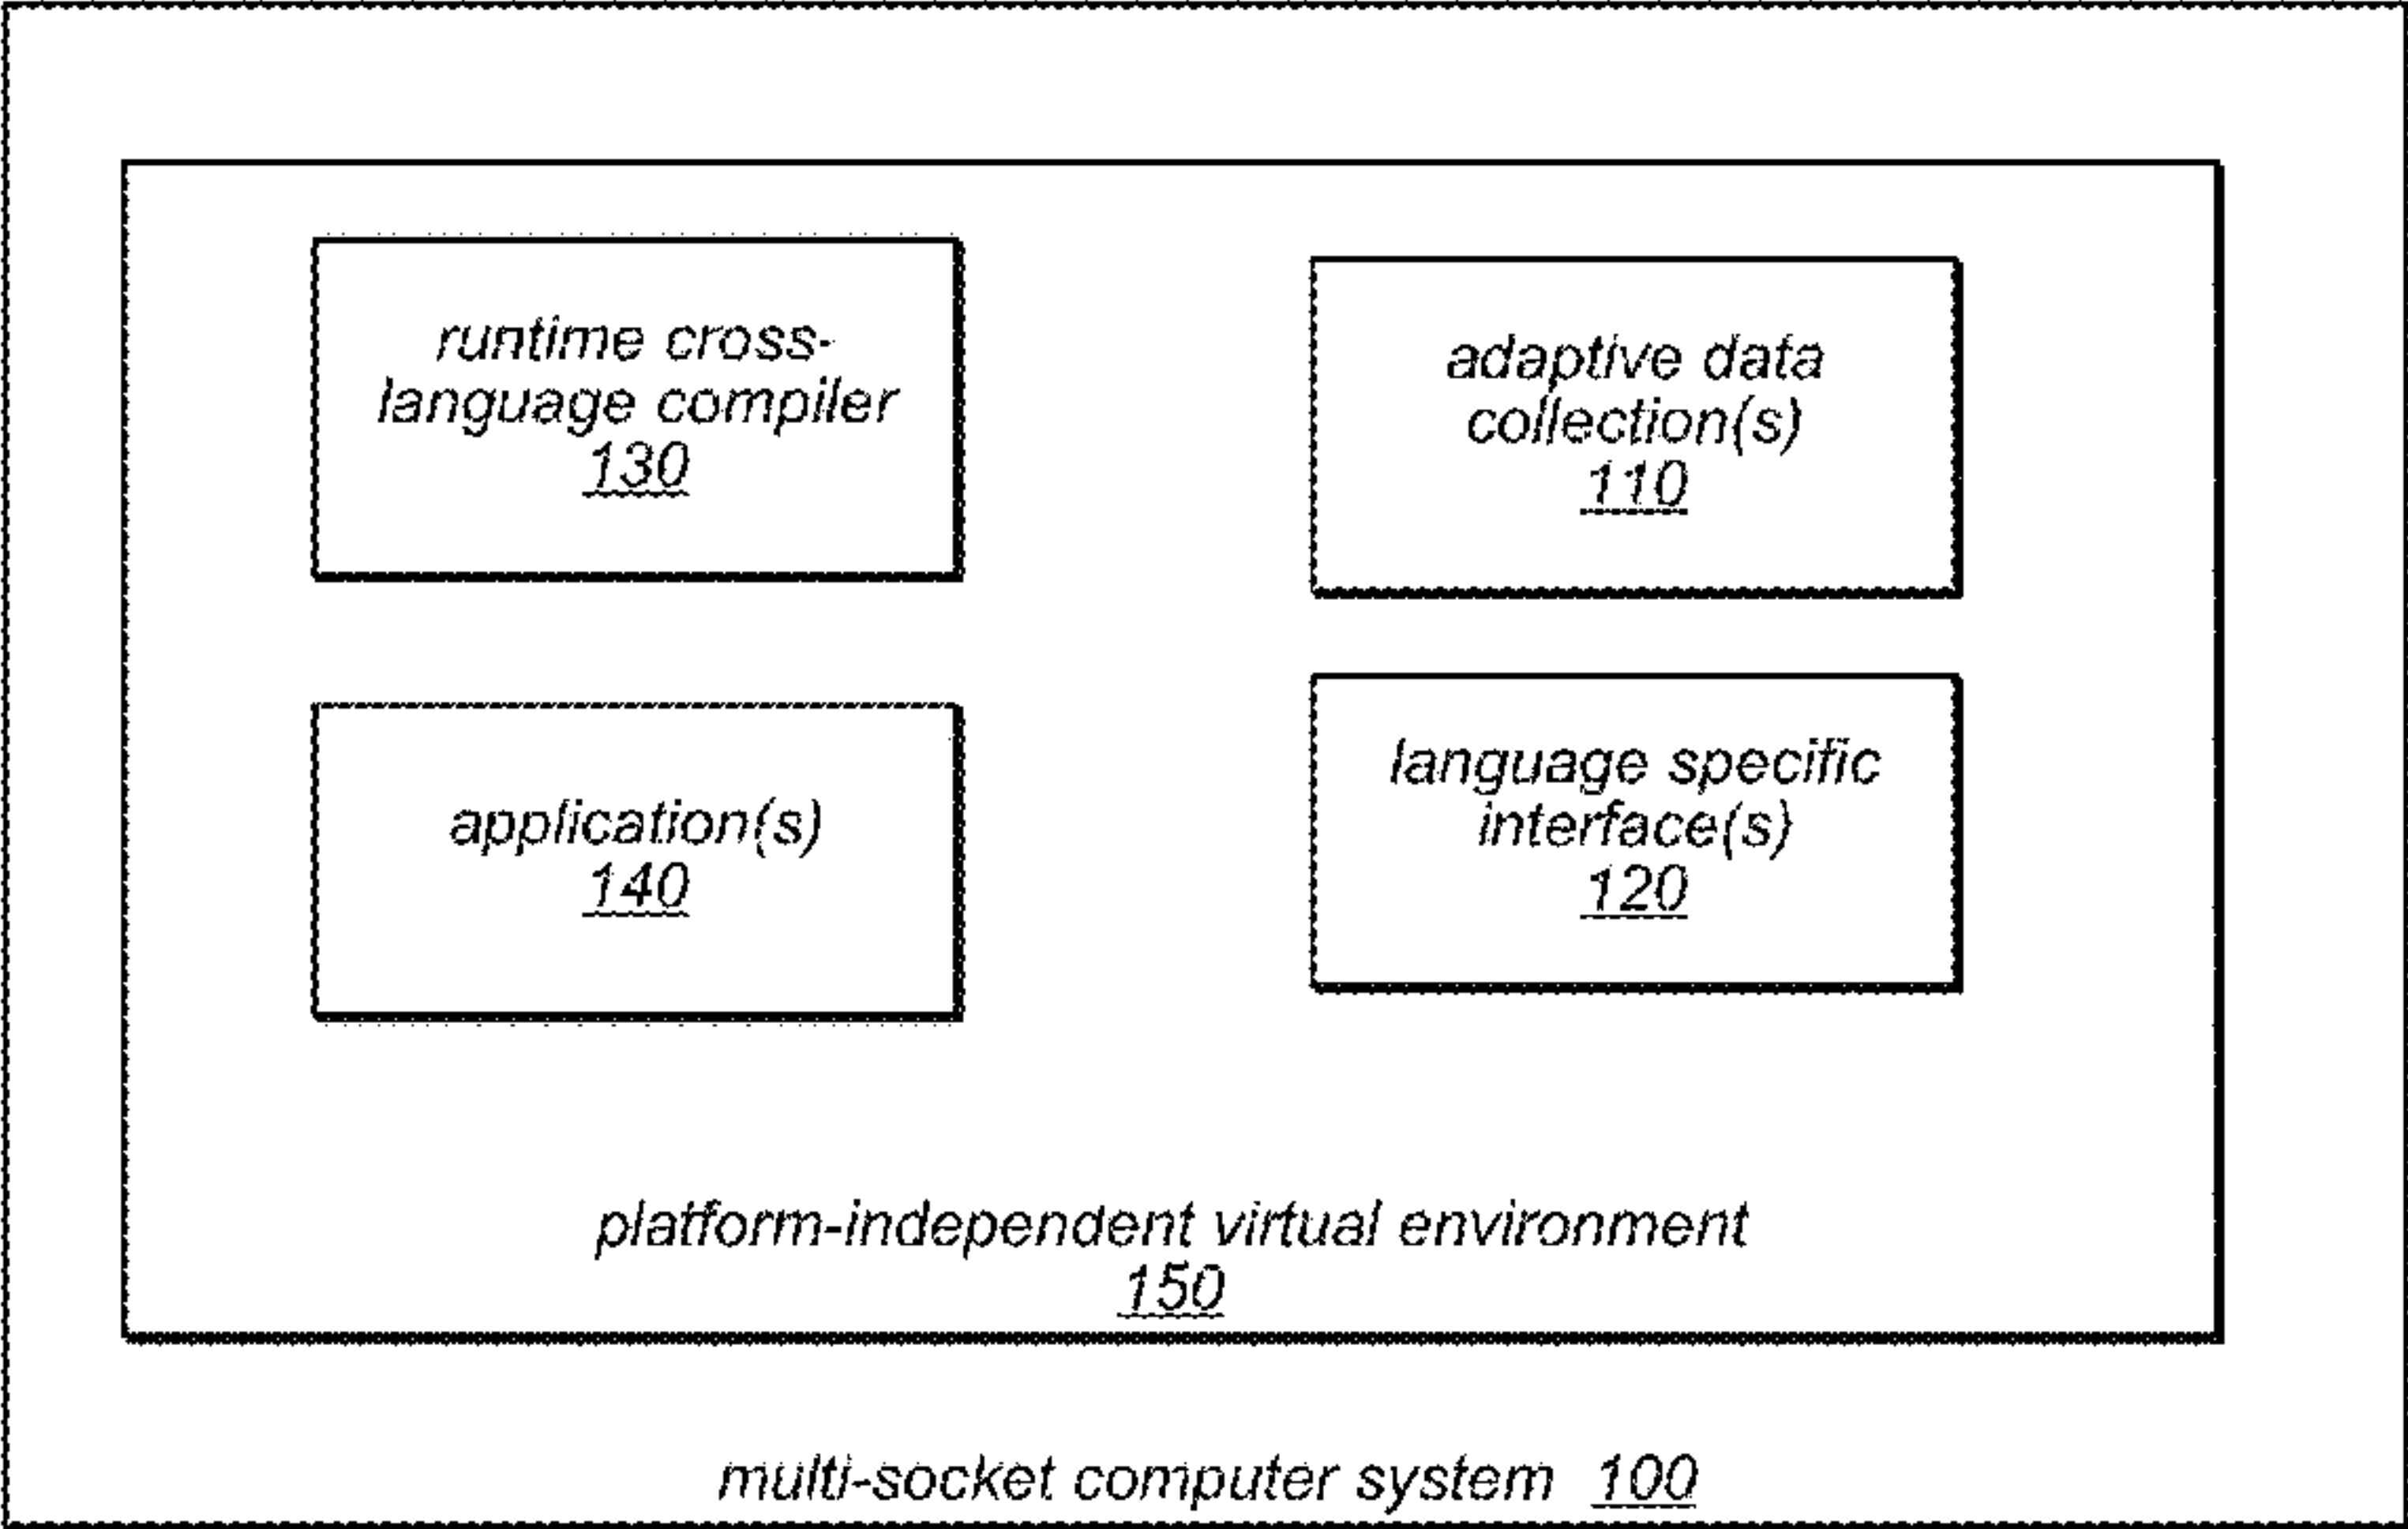 runtime cross-
language compiler
130
adaptive data
collection(s)
110
application(s)
140
language specific
interface(s)
120
platform-independent virtual environment
150
multi-socket computer system 100